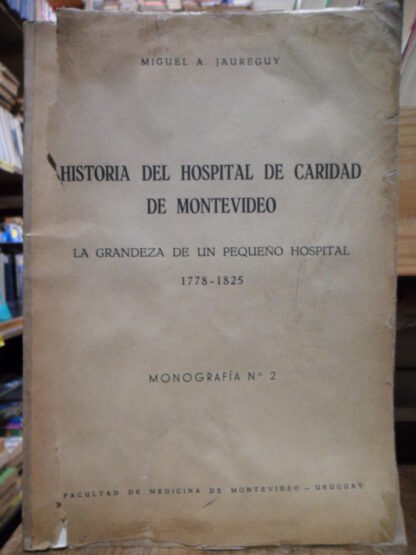 MIGUEL A. JAUREGUY
HISTORIA DEL HOSPITAL DE CARIDAD
DE MONTEVIDEO
LA GRANDEZA DE UN PEQUEÑO HOSPITAL
1778-1825
MONOGRAFÍA N.º 2
FACULTAD DE MEDICINA DE MONTEVIDEO - URUGUAY